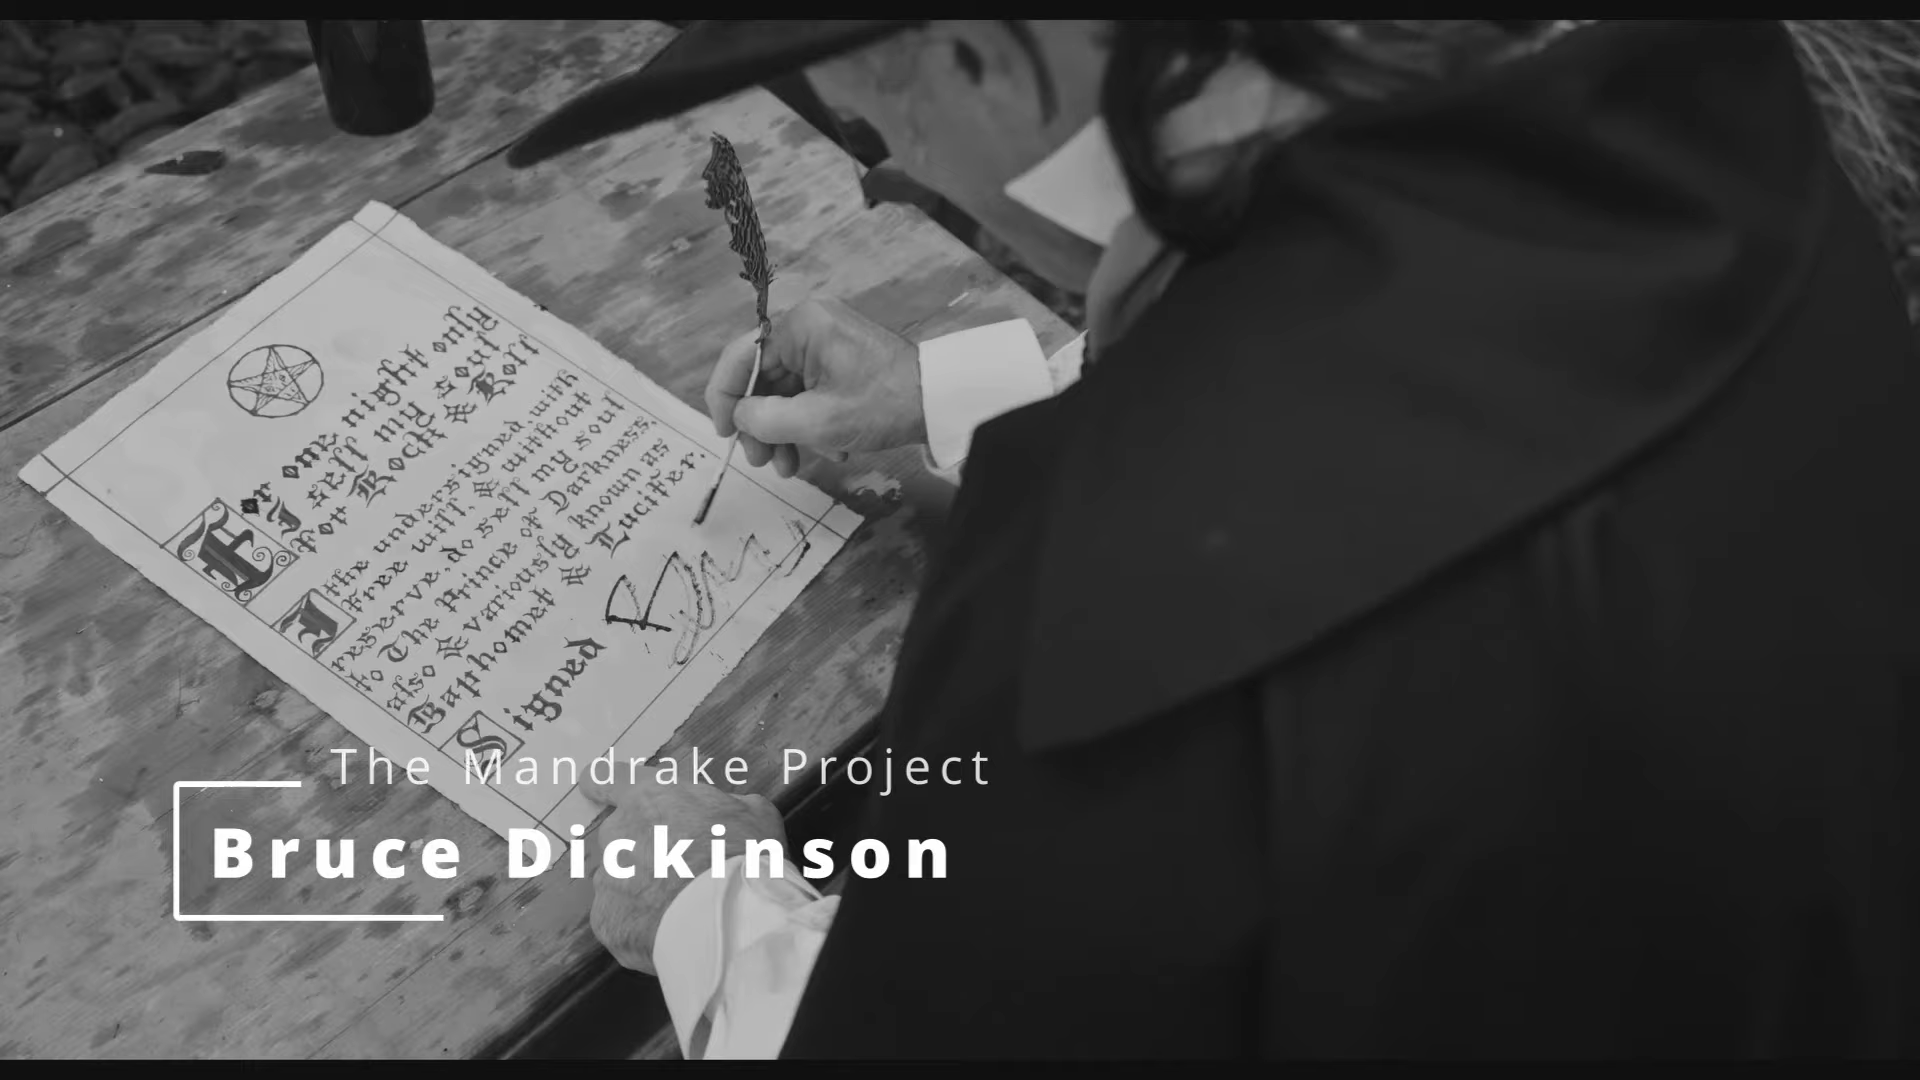 For one night only
I sell my soul
for Rock & Roll
I the undersigned, with
free will, & without
reserve, do sell my soul
to The Prince of Darkness,
also & variously known as
Baphomet & Lucifer.
Signed
The Mandrake Project
Bruce Dickinson